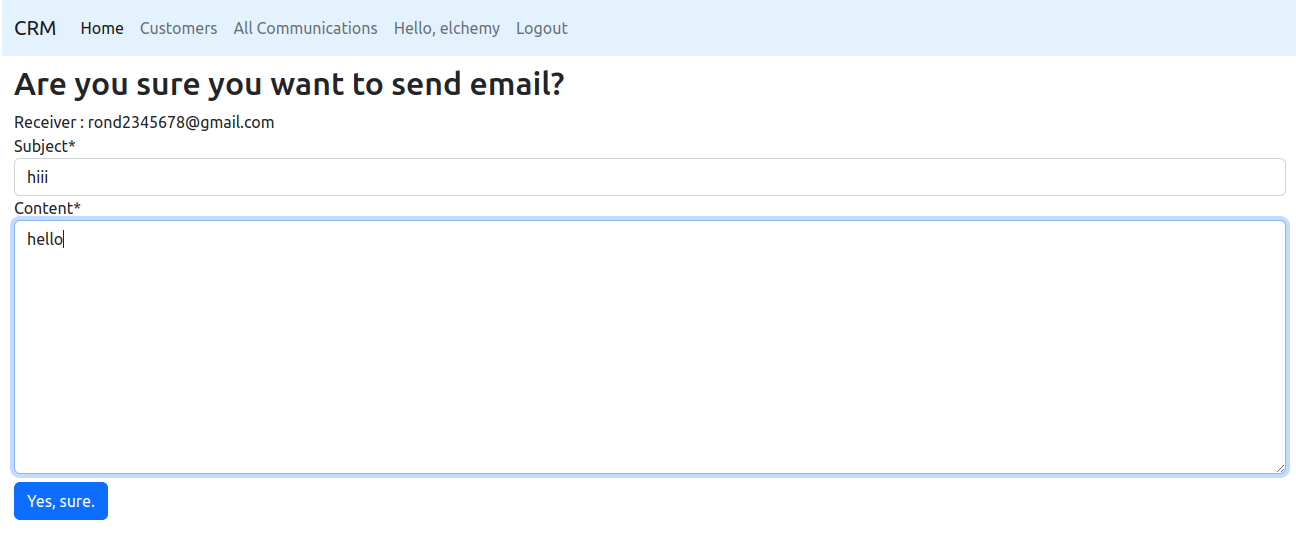 CRM Home Customers All Communications Hello, elchemy Logout
Are you sure you want to send email?
Receiver : rond2345678@gmail.com
Subject*
hiii
Content*
hello
Yes, sure.